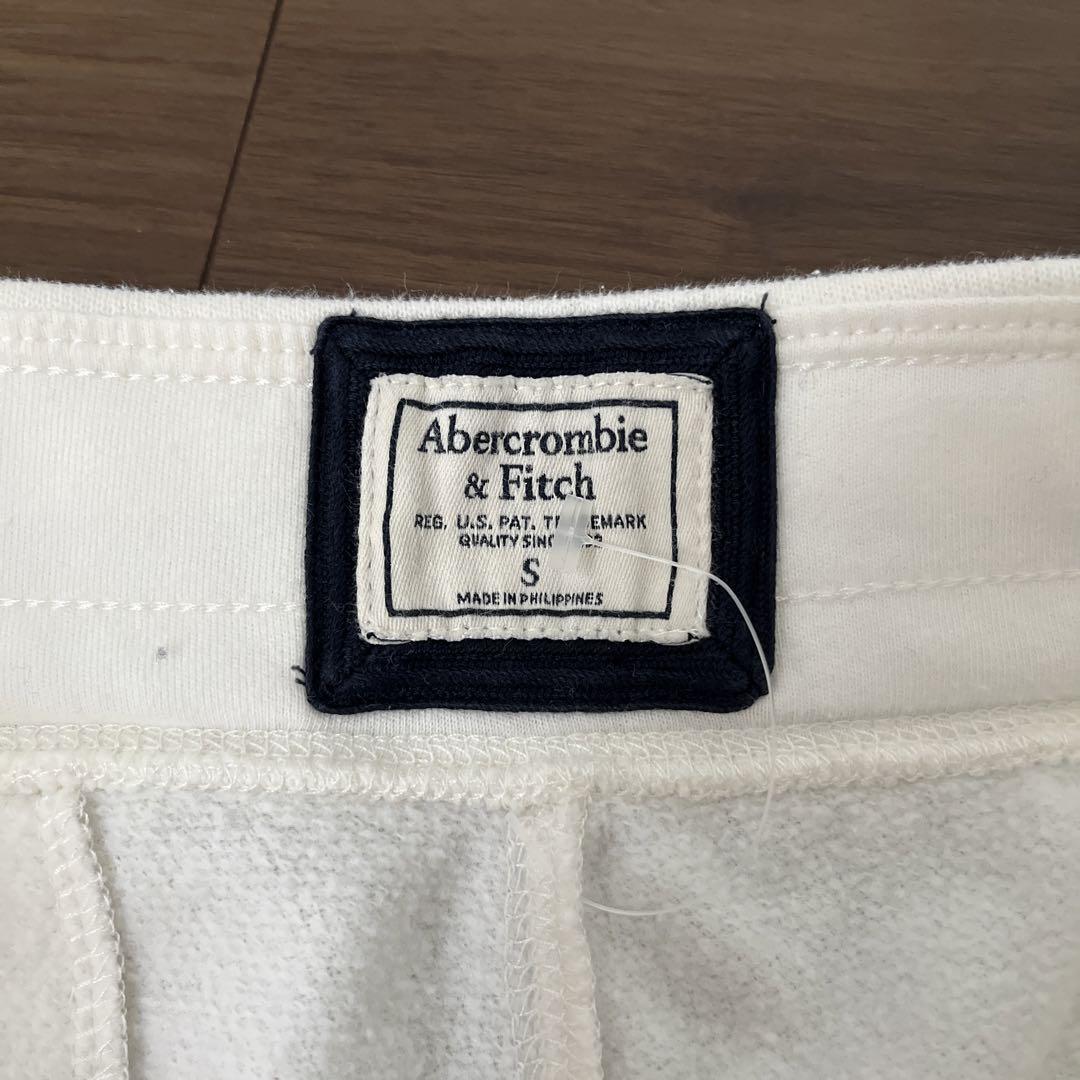 Abercrombie
& Fitch
REG. U.S. PAT.
QUALITY
S
MADE IN PHILIPPINES